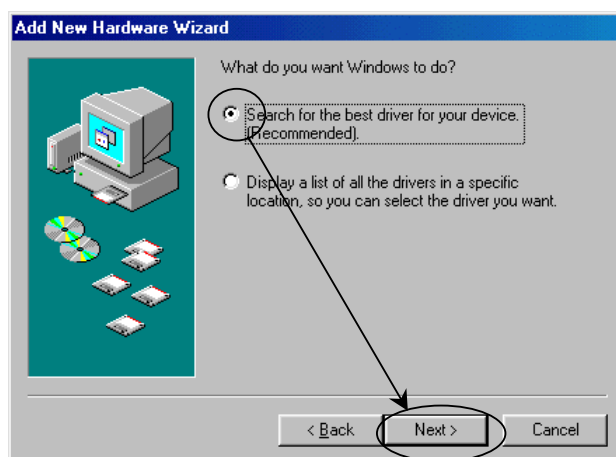 Add New Hardware Wizard
What do you want Windows to do?
Search for the best driver for your device.
(Recommended).
Display a list of all the drivers in a specific
location, so you can select the driver you want.
< Back
Next >
Cancel